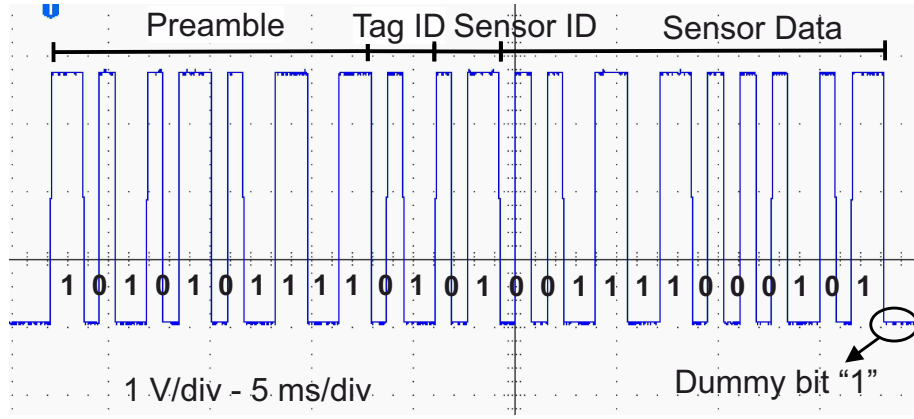 Preamble Tag ID Sensor ID Sensor Data
1 0 1 0 1 0 1 1 1 1 0 1 0 1 0 0 1 1 1 1 0 0 0 1 0 1
1 V/div - 5 ms/div
Dummy bit “1”